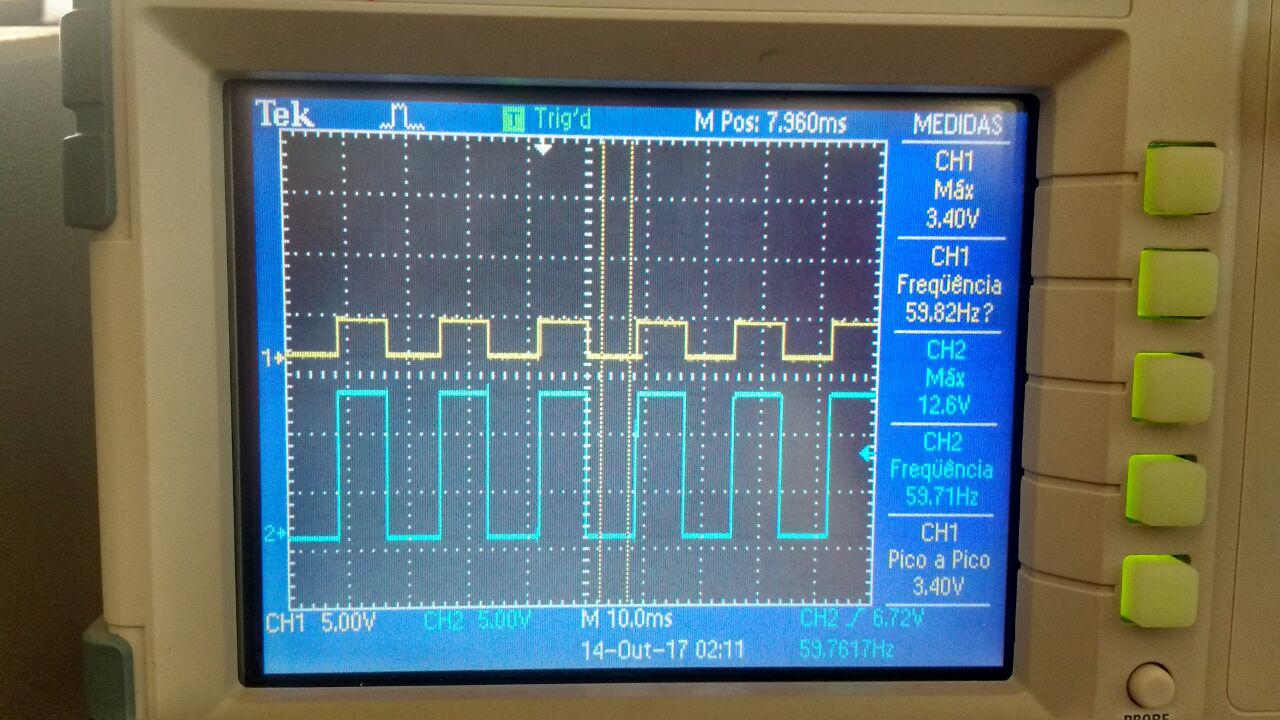 Tek
Trig'd
M Pos: 7.960ms
MEDIDAS
CH1
Máx
3.40V
CH1
Freqüência
59.82Hz?
CH2
Máx
12.6V
CH2
Freqüência
59.71Hz
CH1
Pico a Pico
3.40V
1
2
CH1 5.00V
CH2 5.00V
M 10.0ms
CH2
6.72V
14-Out-17 02:11
59.7617Hz
PROBE